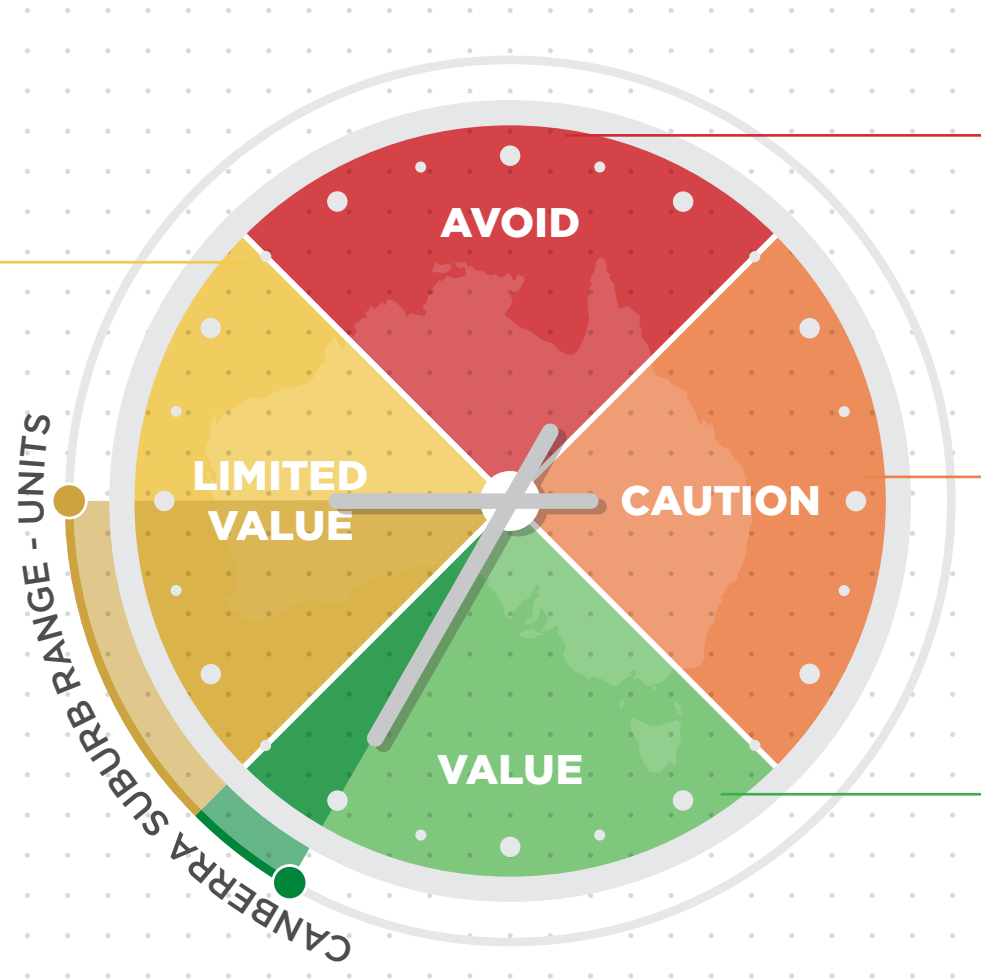 AVOID
LIMITED
VALUE
CAUTION
VALUE
CANBERRA SUBURB RANGE - UNITS